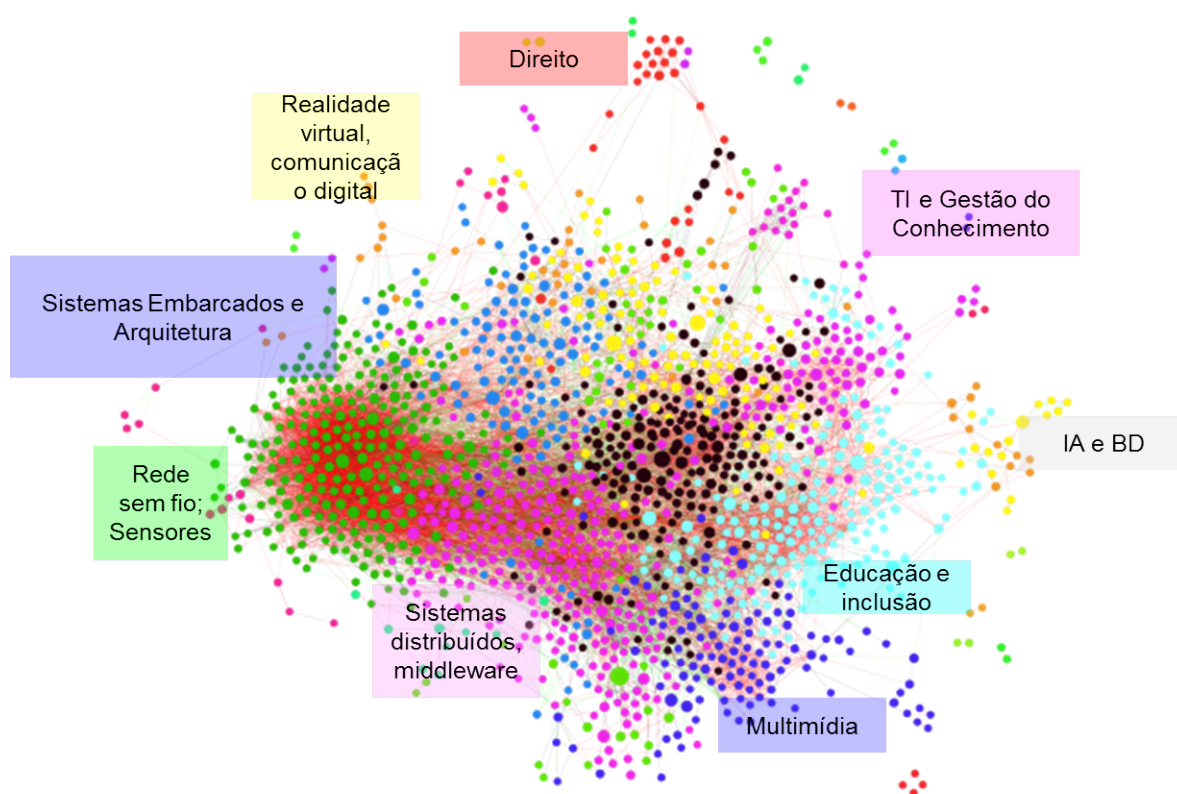 Direito
Realidade
virtual,
comunicaçã
o digital
TI e Gestão do
Conhecimento
Sistemas Embarcados e
Arquitetura
IA e BD
Rede
sem fio;
Sensores
Educação e
inclusão
Sistemas
distribuídos,
middleware
Multimídia